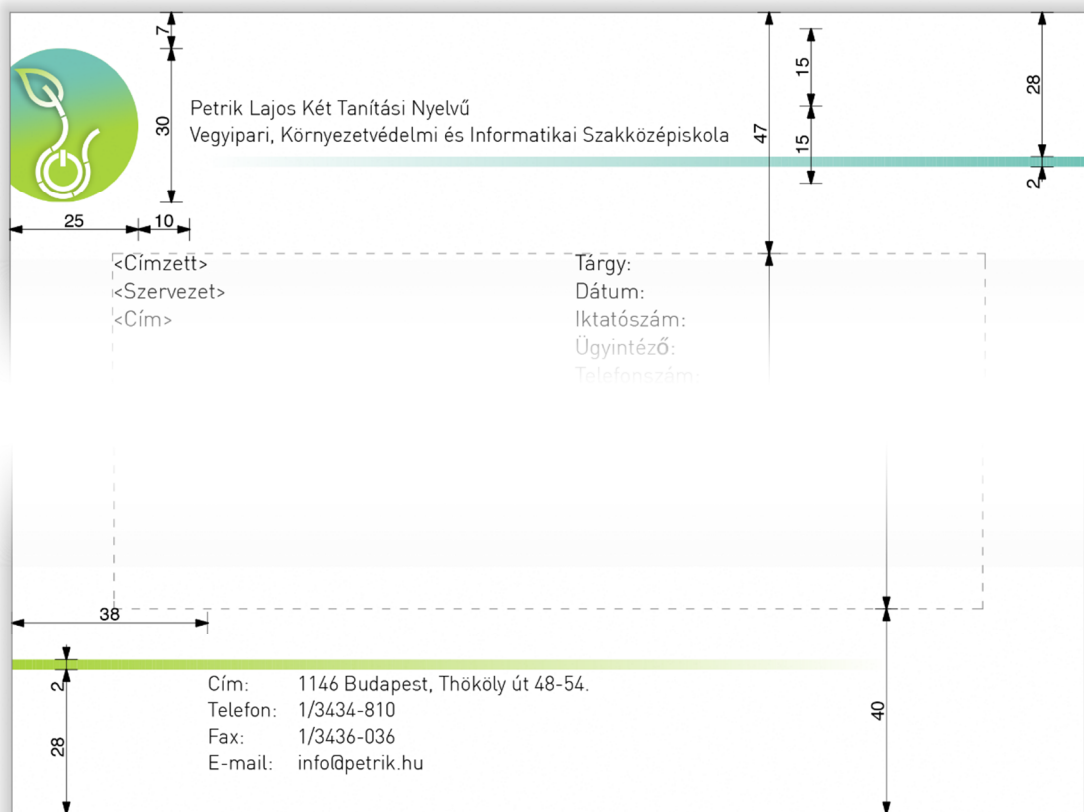 7
30
25
10
47
15
15
28
2
Petrik Lajos Két Tanítási Nyelvű
Vegyipari, Környezetvédelmi és Informatikai Szakközépiskola
<Címzett>
<Szervezet>
<Cím>
Tárgy:
Dátum:
Iktatószám:
Ügyintéző:
Telefonszám:
38
2
28
40
Cím: 1146 Budapest, Thököly út 48-54.
Telefon: 1/3434-810
Fax: 1/3436-036
E-mail: info@petrik.hu